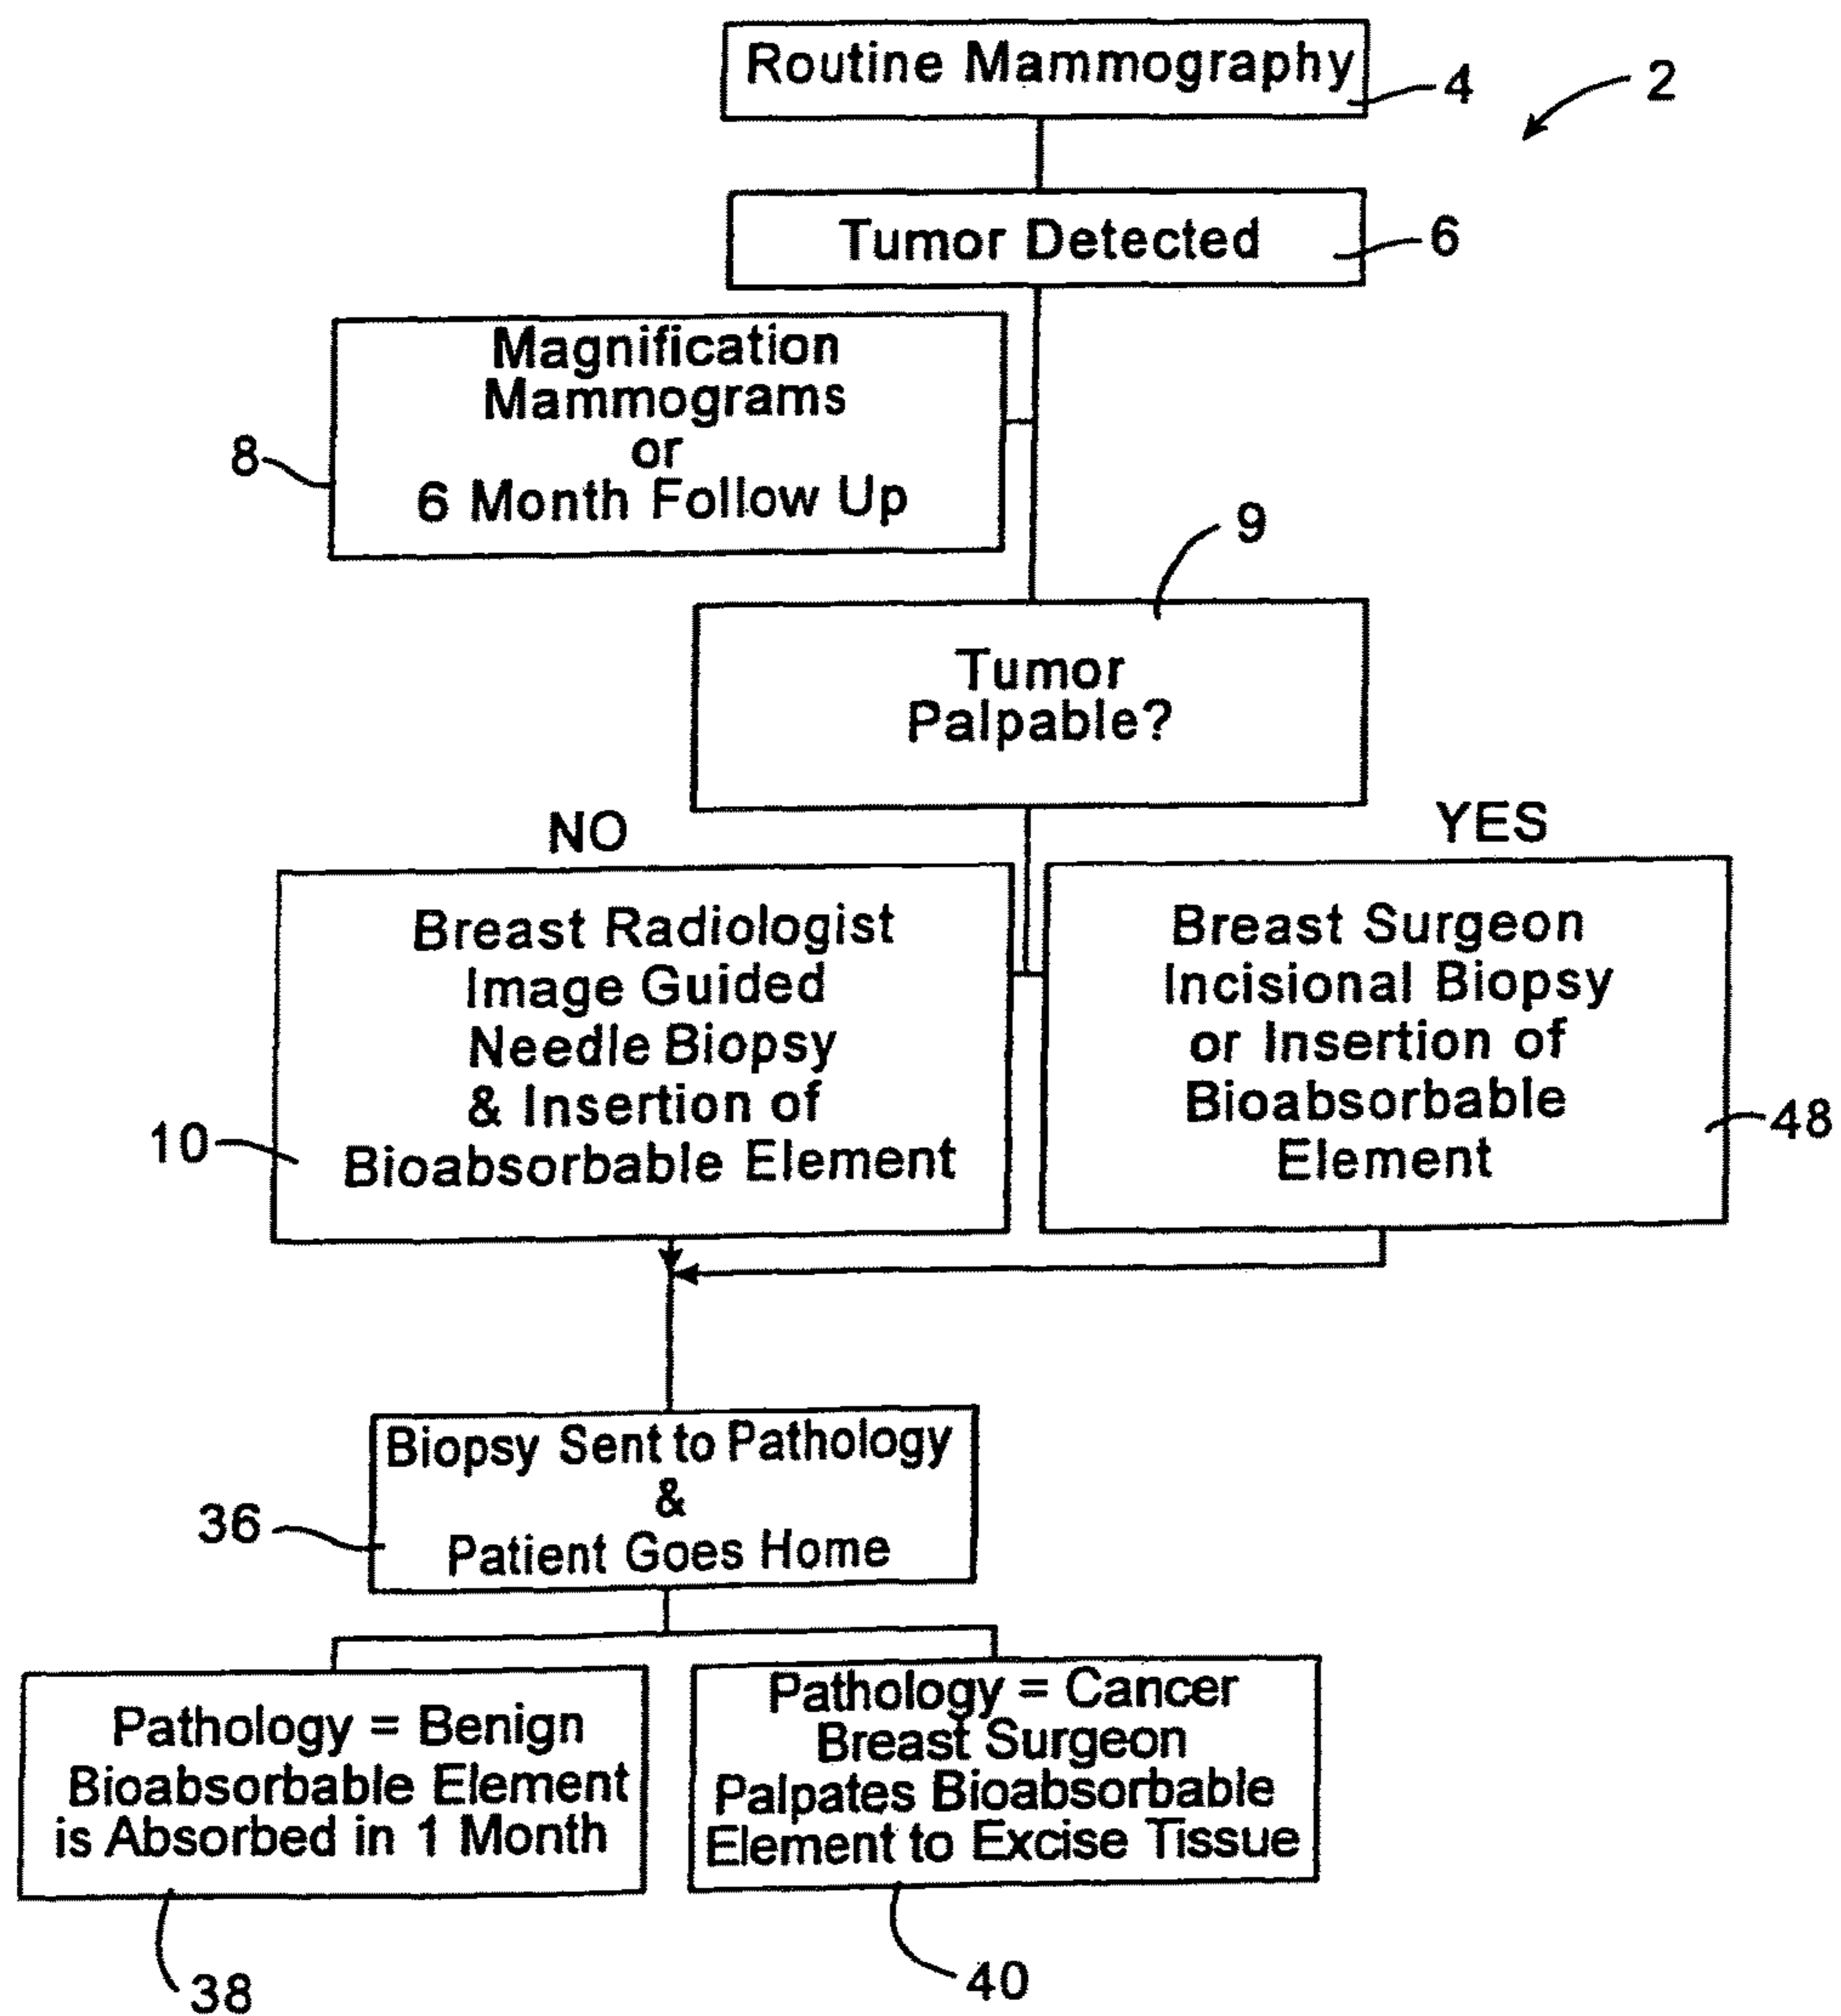 Routine Mammography
4
2
Tumor Detected
6
Magnification
Mammograms
or
6 Month Follow Up
8
9
Tumor
Palpable?
NO
YES
Breast Radiologist
Image Guided
Needle Biopsy
& Insertion of
Bioabsorbable Element
10
Breast Surgeon
Incisional Biopsy
or Insertion of
Bioabsorbable
Element
48
Biopsy Sent to Pathology
&
Patient Goes Home
36
Pathology = Benign
Bioabsorbable Element
is Absorbed in 1 Month
38
Pathology = Cancer
Breast Surgeon
Palpates Bioabsorbable
Element to Excise Tissue
40